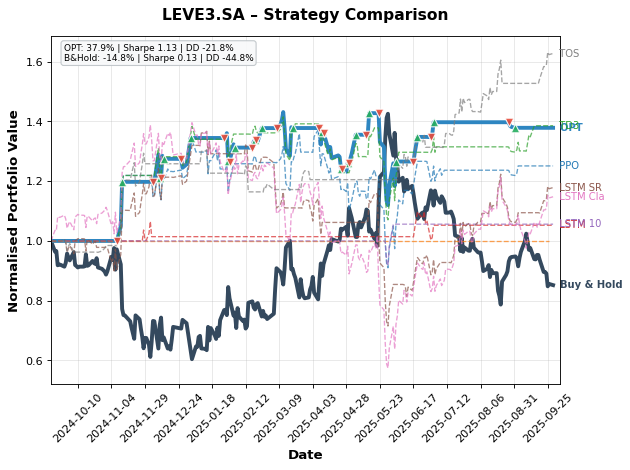 LEVE3.SA – Strategy Comparison
OPT: 37.9% | Sharpe 1.13 | DD -21.8%
B&Hold: -14.8% | Sharpe 0.13 | DD -44.8%
Normalised Portfolio Value
1.6
1.4
1.2
1.0
0.8
0.6
TOS
OPT
PPO
LSTM SR
LSTM Cla
LSTM 10
Buy & Hold
2024-10-10
2024-11-04
2024-11-29
2024-12-24
2025-01-18
2025-02-12
2025-03-09
2025-04-03
2025-04-28
2025-05-23
2025-06-17
2025-07-12
2025-08-06
2025-08-31
2025-09-25
Date